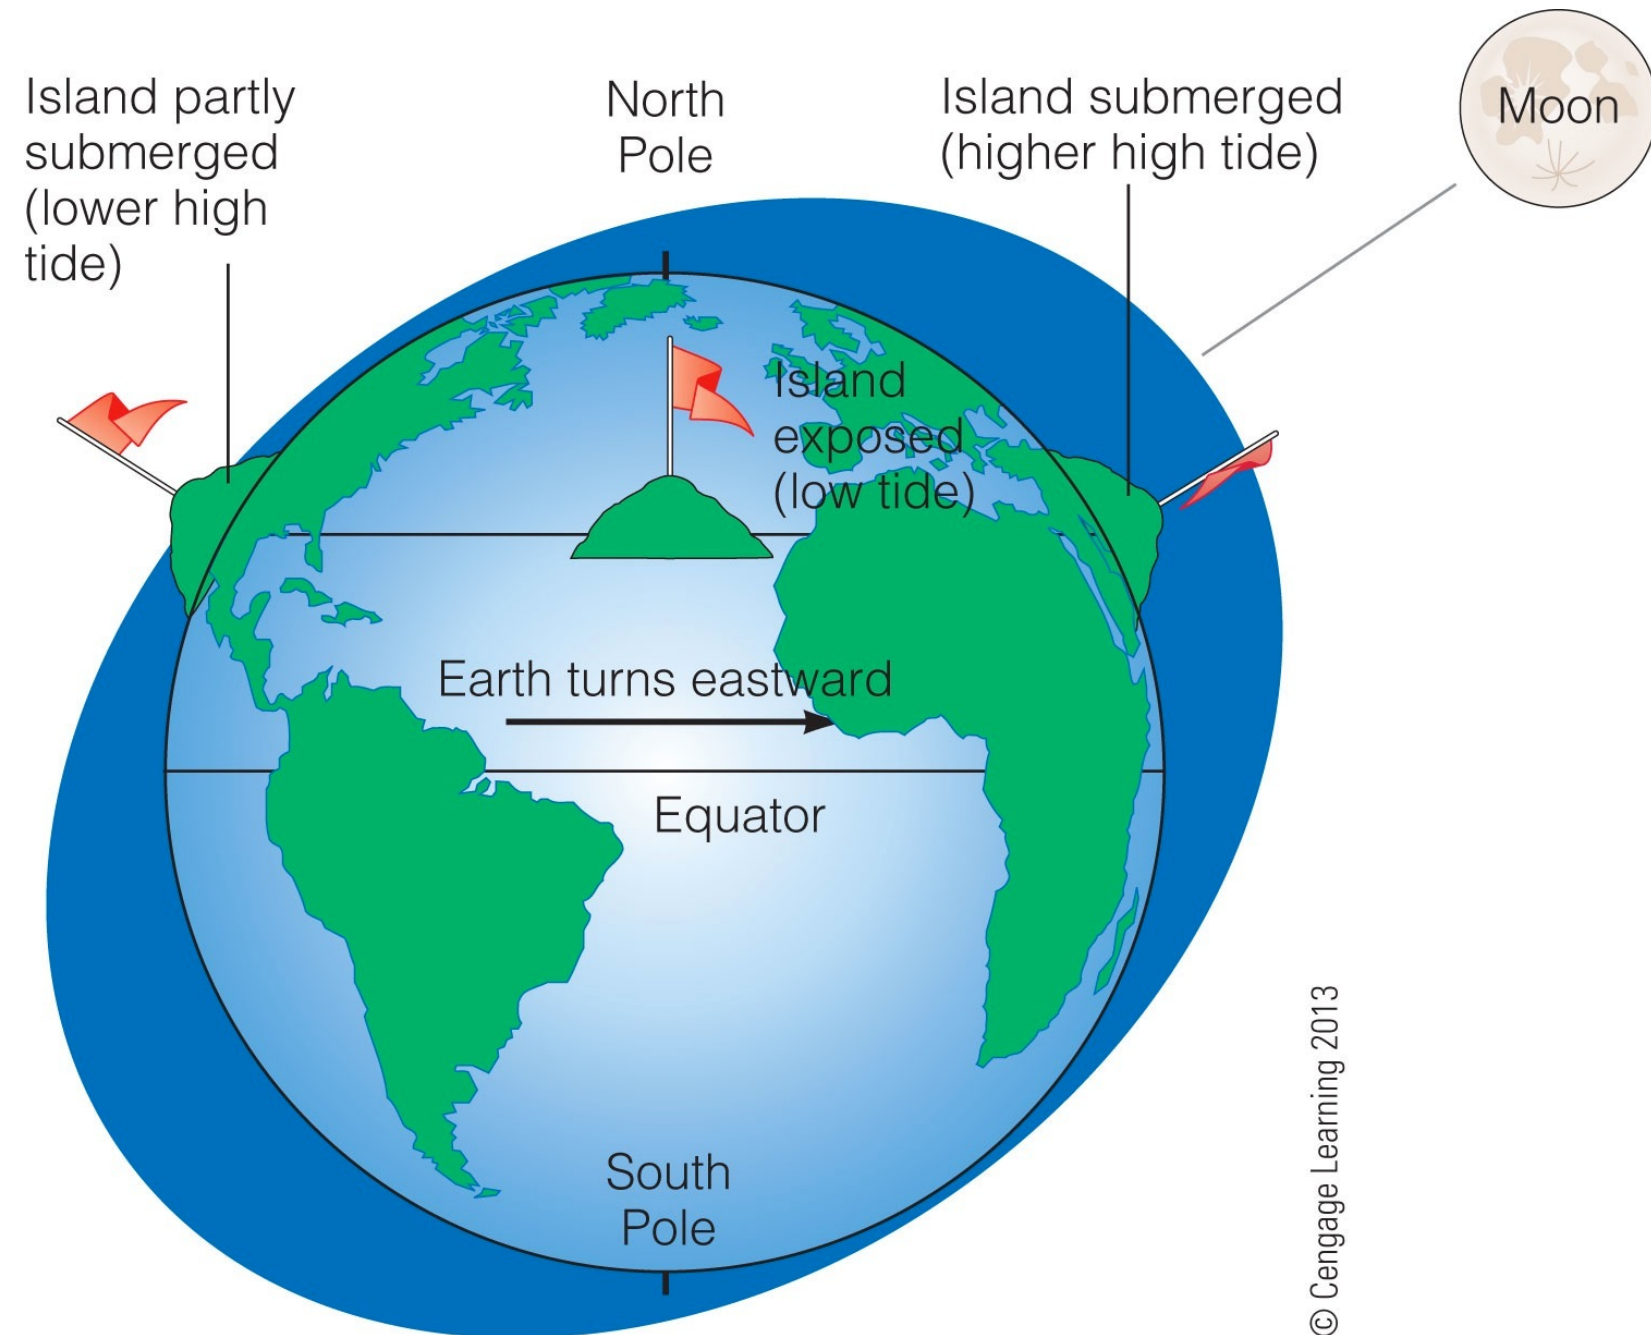 Island partly
submerged
(lower high
tide)
North
Pole
Island submerged
(higher high tide)
Moon
Island
exposed
(low tide)
Earth turns eastward
Equator
South
Pole
© Cengage Learning 2013